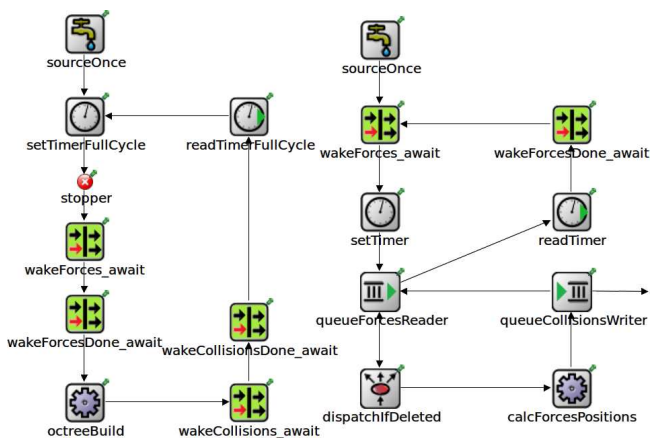 sourceOnce
setTimerFullCycle
readTimerFullCycle
stopper
wakeForces_await
wakeForcesDone_await
wakeCollisionsDone_await
octreeBuild
wakeCollisions_await
sourceOnce
wakeForces_await
wakeForcesDone_await
setTimer
readTimer
queueForcesReader
queueCollisionsWriter
dispatchIfDeleted
calcForcesPositions